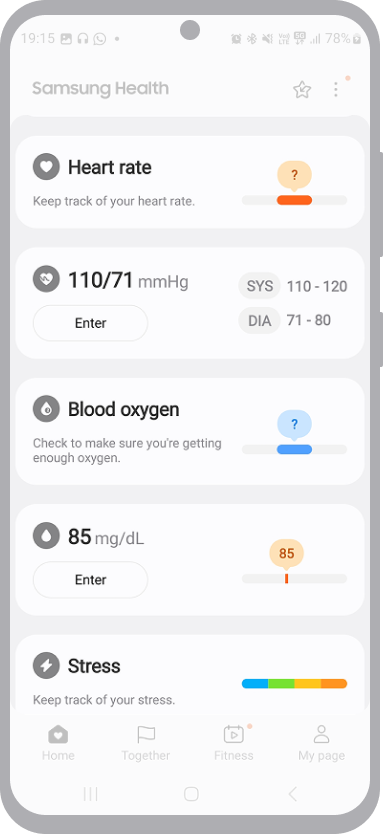 19:15 78%
Samsung Health
Heart rate
?
Keep track of your heart rate.
110/71 mmHg
SYS 110 - 120
Enter
DIA 71 - 80
Blood oxygen
?
Check to make sure you're getting
enough oxygen.
85 mg/dL
85
Enter
Stress
Keep track of your stress.
Home Together Fitness My page